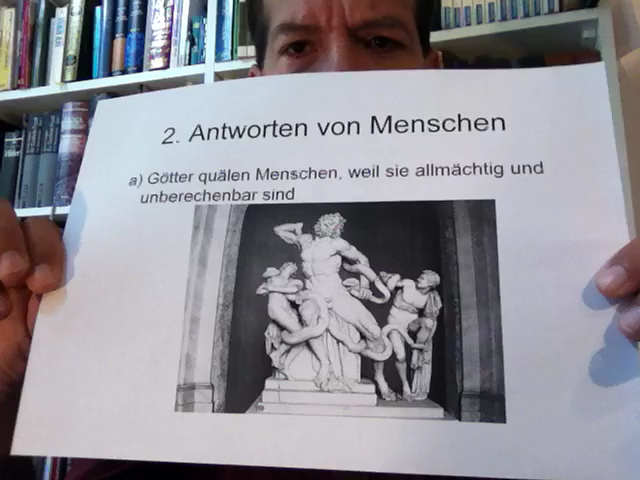 2. Antworten von Menschen
a) Götter quälen Menschen, weil sie allmächtig und
unberechenbar sind